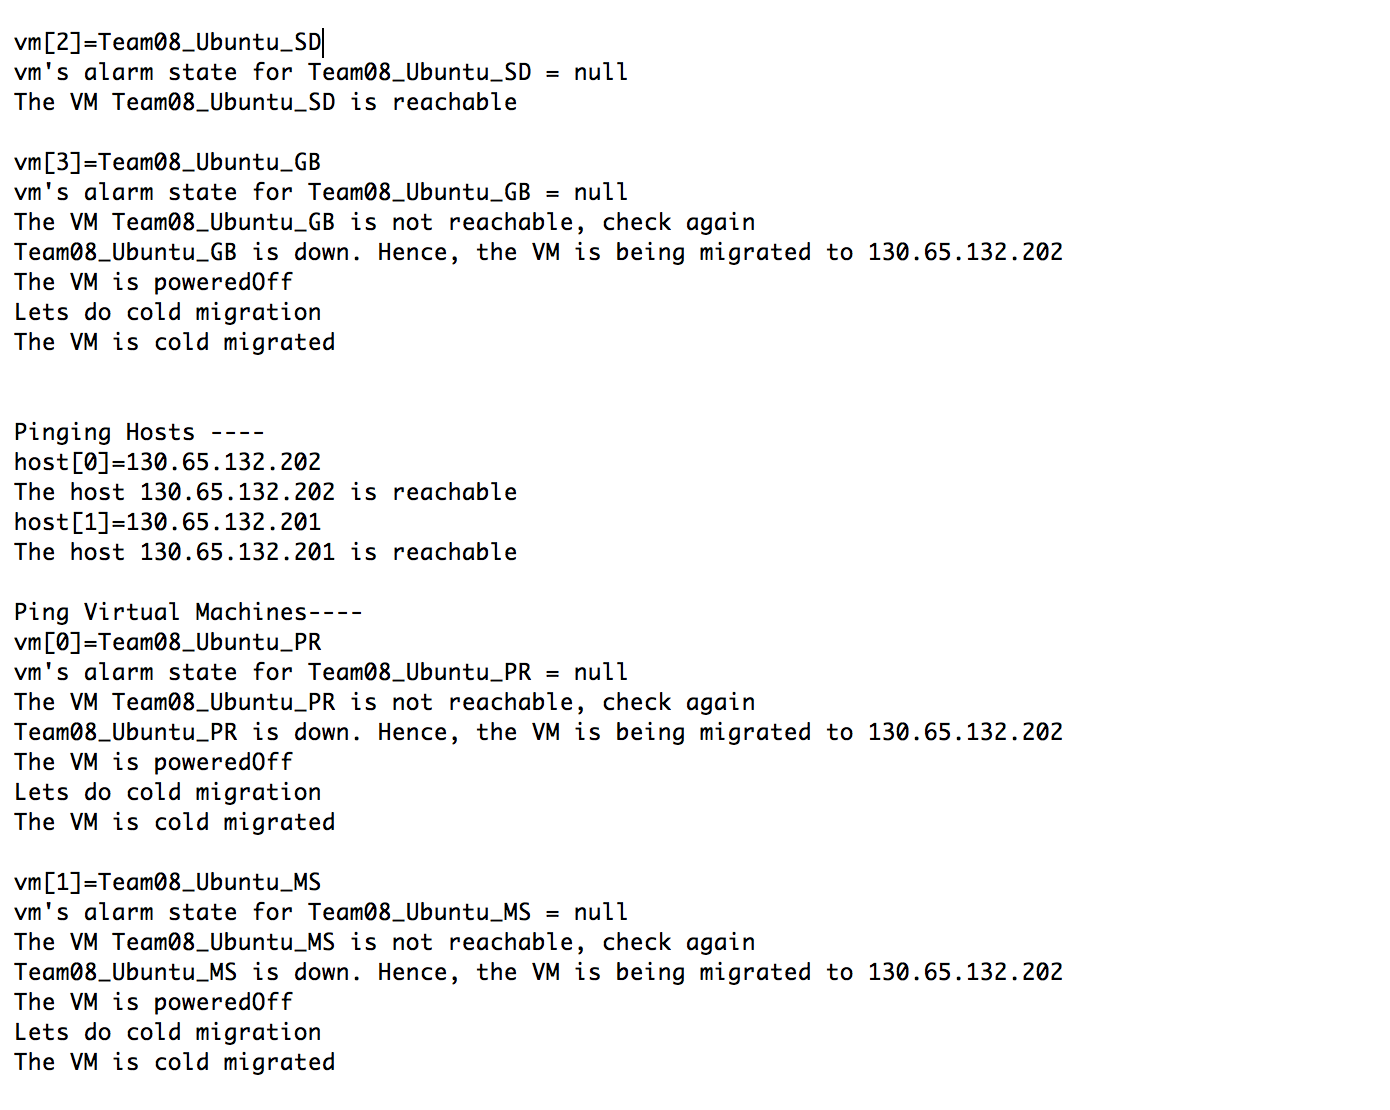 vm[2]=Team08_Ubuntu_SD
vm's alarm state for Team08_Ubuntu_SD = null
The VM Team08_Ubuntu_SD is reachable
vm[3]=Team08_Ubuntu_GB
vm's alarm state for Team08_Ubuntu_GB = null
The VM Team08_Ubuntu_GB is not reachable, check again
Team08_Ubuntu_GB is down. Hence, the VM is being migrated to 130.65.132.202
The VM is poweredOff
Lets do cold migration
The VM is cold migrated
Pinging Hosts ----
host[0]=130.65.132.202
The host 130.65.132.202 is reachable
host[1]=130.65.132.201
The host 130.65.132.201 is reachable
Ping Virtual Machines----
vm[0]=Team08_Ubuntu_PR
vm's alarm state for Team08_Ubuntu_PR = null
The VM Team08_Ubuntu_PR is not reachable, check again
Team08_Ubuntu_PR is down. Hence, the VM is being migrated to 130.65.132.202
The VM is poweredOff
Lets do cold migration
The VM is cold migrated
vm[1]=Team08_Ubuntu_MS
vm's alarm state for Team08_Ubuntu_MS = null
The VM Team08_Ubuntu_MS is not reachable, check again
Team08_Ubuntu_MS is down. Hence, the VM is being migrated to 130.65.132.202
The VM is poweredOff
Lets do cold migration
The VM is cold migrated